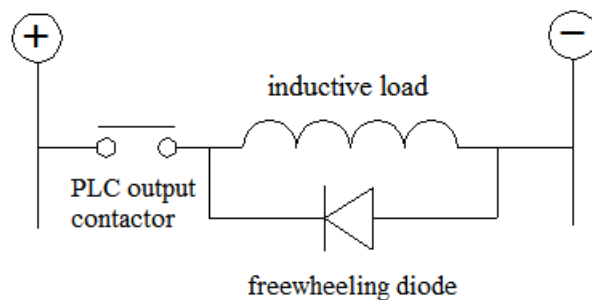 +
−
inductive load
PLC output
contactor
freewheeling diode